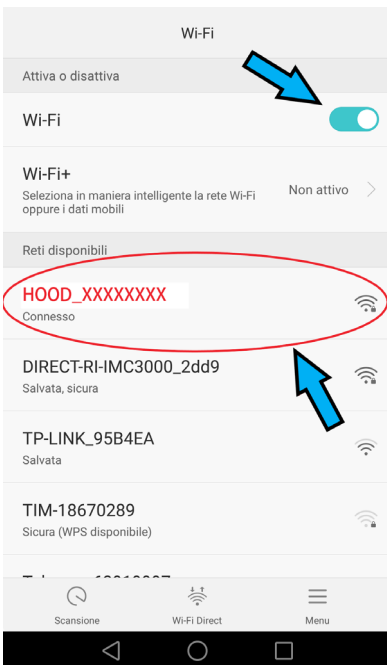 Wi-Fi
Attiva o disattiva
Wi-Fi
Wi-Fi+
Seleziona in maniera intelligente la rete Wi-Fi
oppure i dati mobili
Non attivo
Reti disponibili
HOOD_XXXXXXXX
Connesso
DIRECT-RI-IMC3000_2dd9
Salvata, sicura
TP-LINK_95B4EA
Salvata
TIM-18670289
Sicura (WPS disponibile)
Scansione
Wi-Fi Direct
Menu